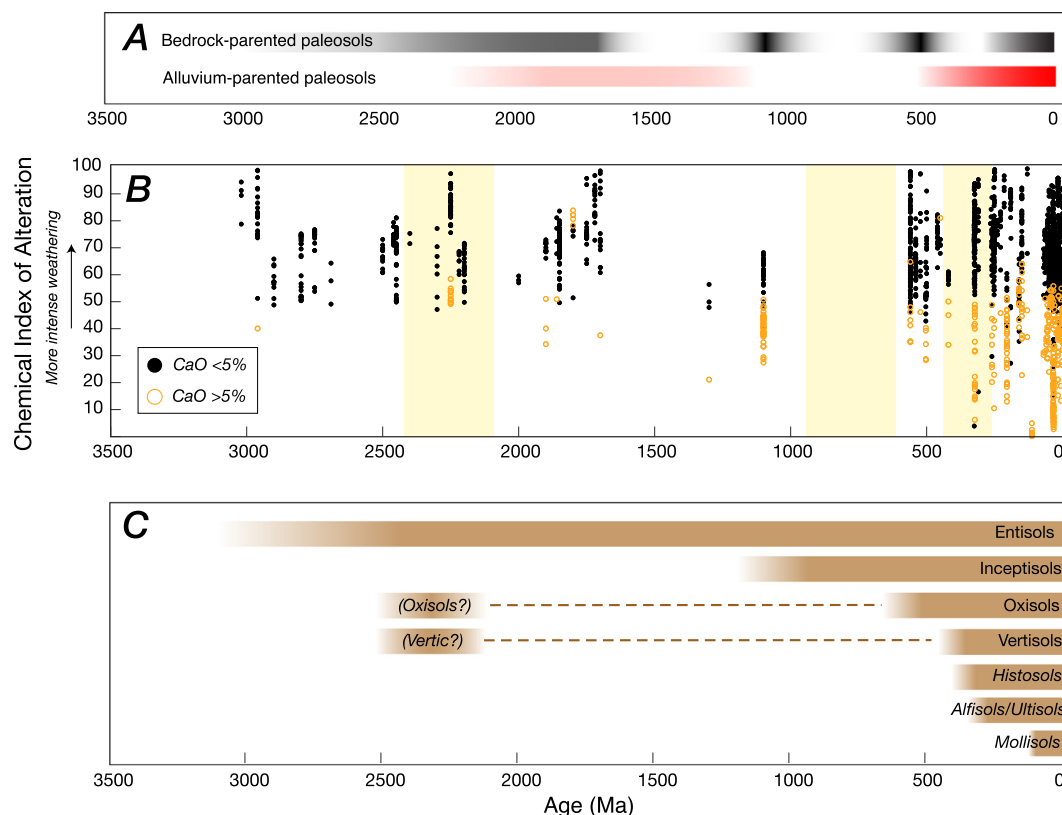 A
Bedrock-parented paleosols
Alluvium-parented paleosols
3500 3000 2500 2000 1500 1000 500 0
B
Chemical Index of Alteration
More intense weathering
100
90
80
70
60
50
40
30
20
10
CaO <5%
CaO >5%
3500 3000 2500 2000 1500 1000 500 0
C
Entisols
Inceptisols
(Oxisols?) Oxisols
(Vertic?) Vertisols
Histosols
Alfisols/Ultisols
Mollisols
3500 3000 2500 2000 1500 1000 500 0
Age (Ma)